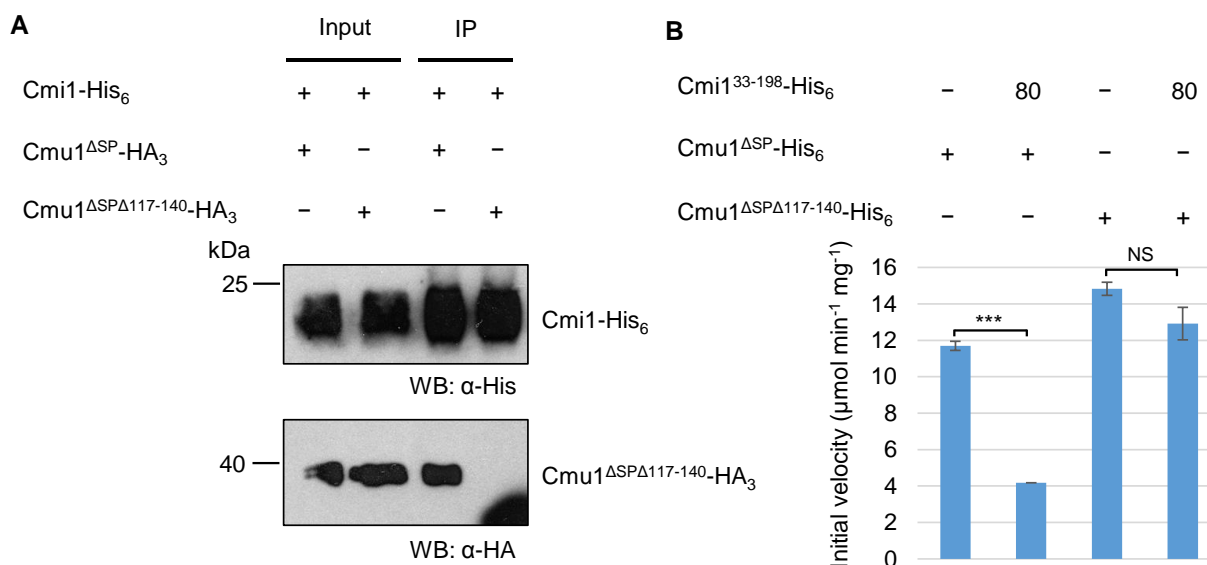 A
Input IP
Cmi1-His₆ + + + +
Cmu1ᐞSP-HA₃ + – + –
Cmu1ΔSPΔ117-140-HA₃ – + – +
kDa
25
Cmi1-His₆
WB: α-His
40
Cmu1ΔSPΔ117-140-HA₃
WB: α-HA
B
Cmi1³³⁻¹⁹⁸-His₆ – 80 – 80
Cmu1ΔSP-His₆ + + – –
Cmu1ΔSPΔ117-140-His₆ – – + +
Initial velocity (µmol min⁻¹ mg⁻¹)
16
14
12
10
8
6
4
2
0
***
NS